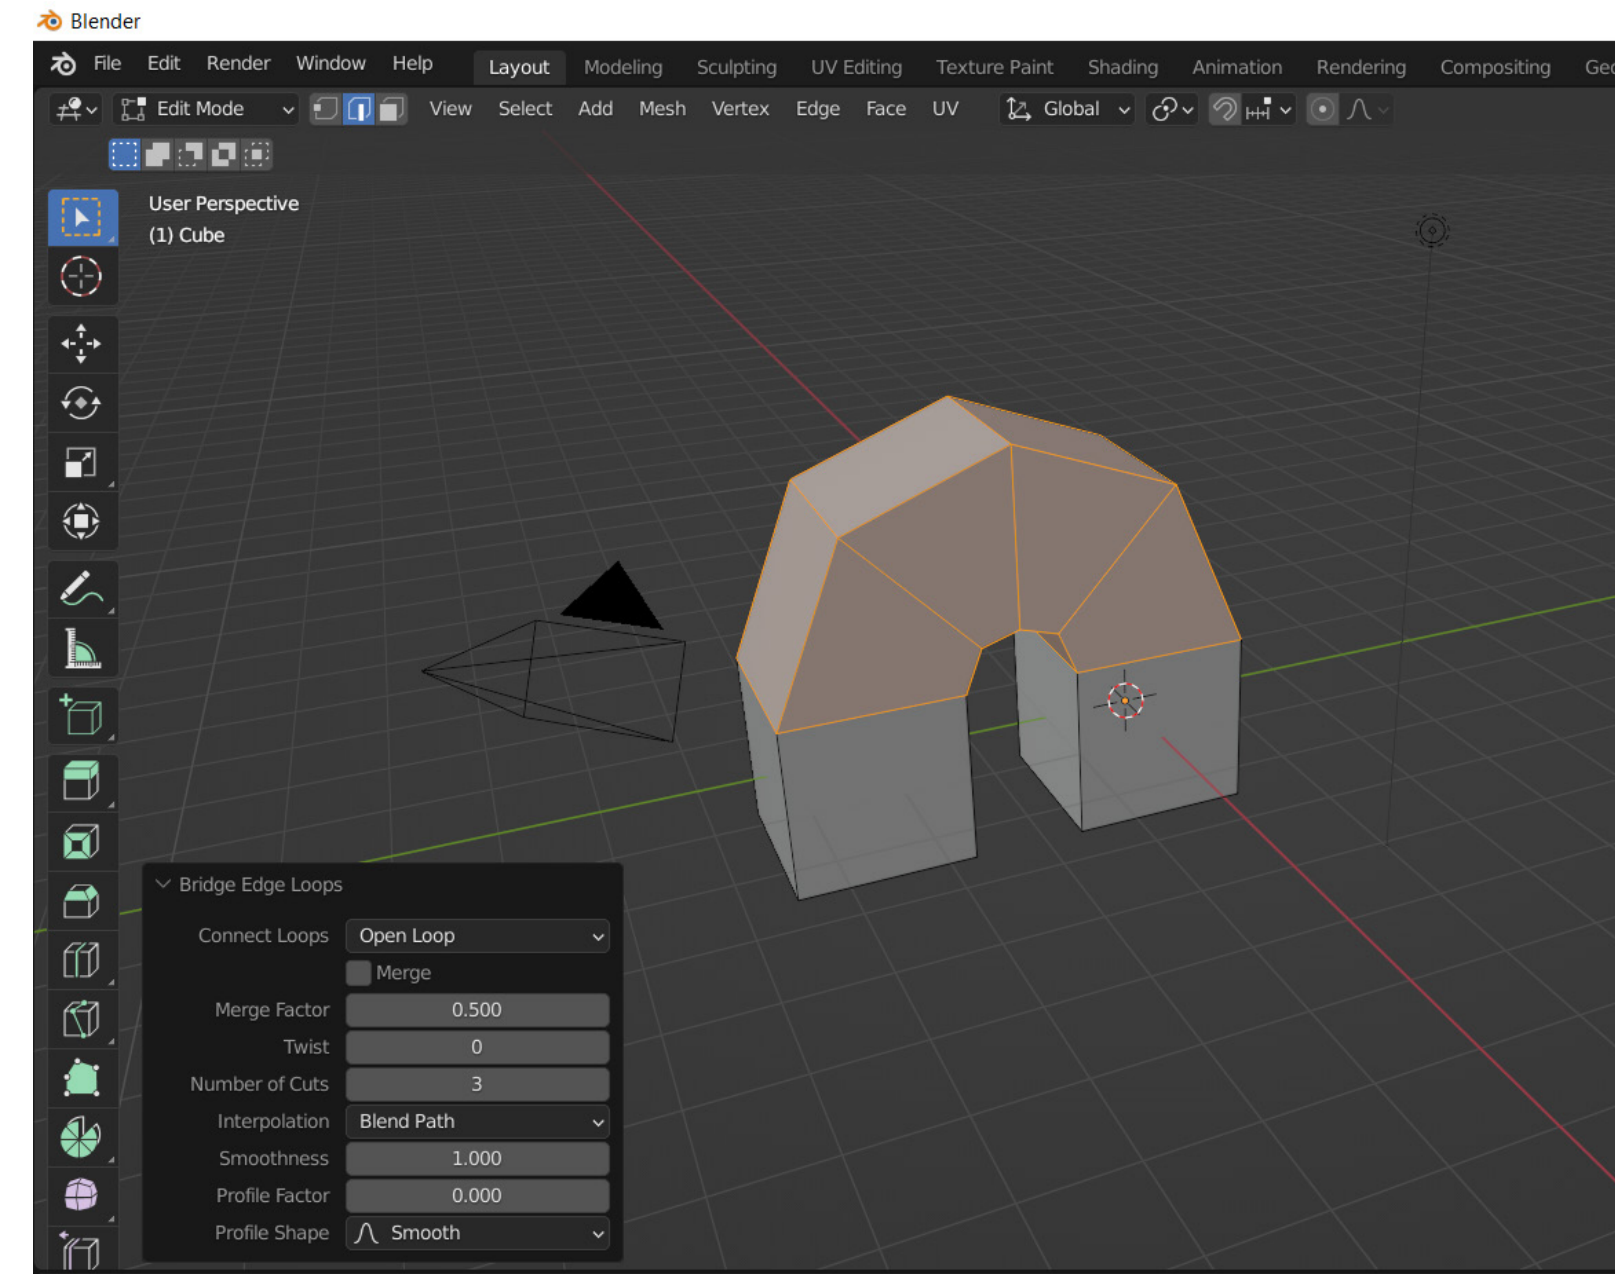 Blender
File Edit Render Window Help Layout Modeling Sculpting UV Editing Texture Paint Shading Animation Rendering Compositing Geo
Edit Mode View Select Add Mesh Vertex Edge Face UV Global
User Perspective
(1) Cube
Bridge Edge Loops
Connect Loops Open Loop
Merge
Merge Factor 0.500
Twist 0
Number of Cuts 3
Interpolation Blend Path
Smoothness 1.000
Profile Factor 0.000
Profile Shape Smooth